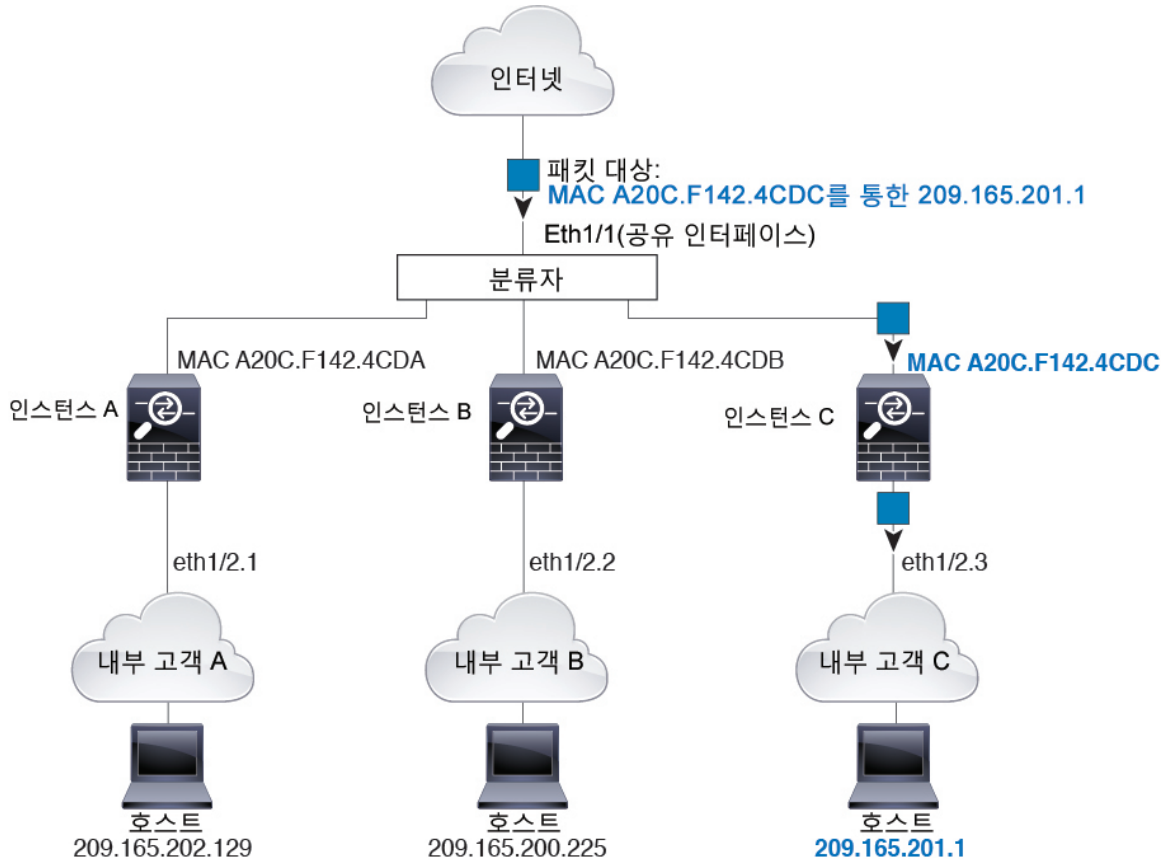 인터넷
패킷 대상:
MAC A20C.F142.4CDC를 통한 209.165.201.1
Eth1/1(공유 인터페이스)
분류자
MAC A20C.F142.4CDA
MAC A20C.F142.4CDB
MAC A20C.F142.4CDC
인스턴스 A
인스턴스 B
인스턴스 C
eth1/2.1
eth1/2.2
eth1/2.3
내부 고객 A
내부 고객 B
내부 고객 C
호스트
209.165.202.129
호스트
209.165.200.225
호스트
209.165.201.1